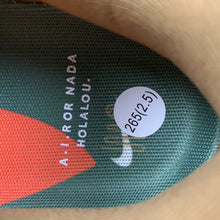 A.I.R OR NADA
HOLALOU.
265(2.5)